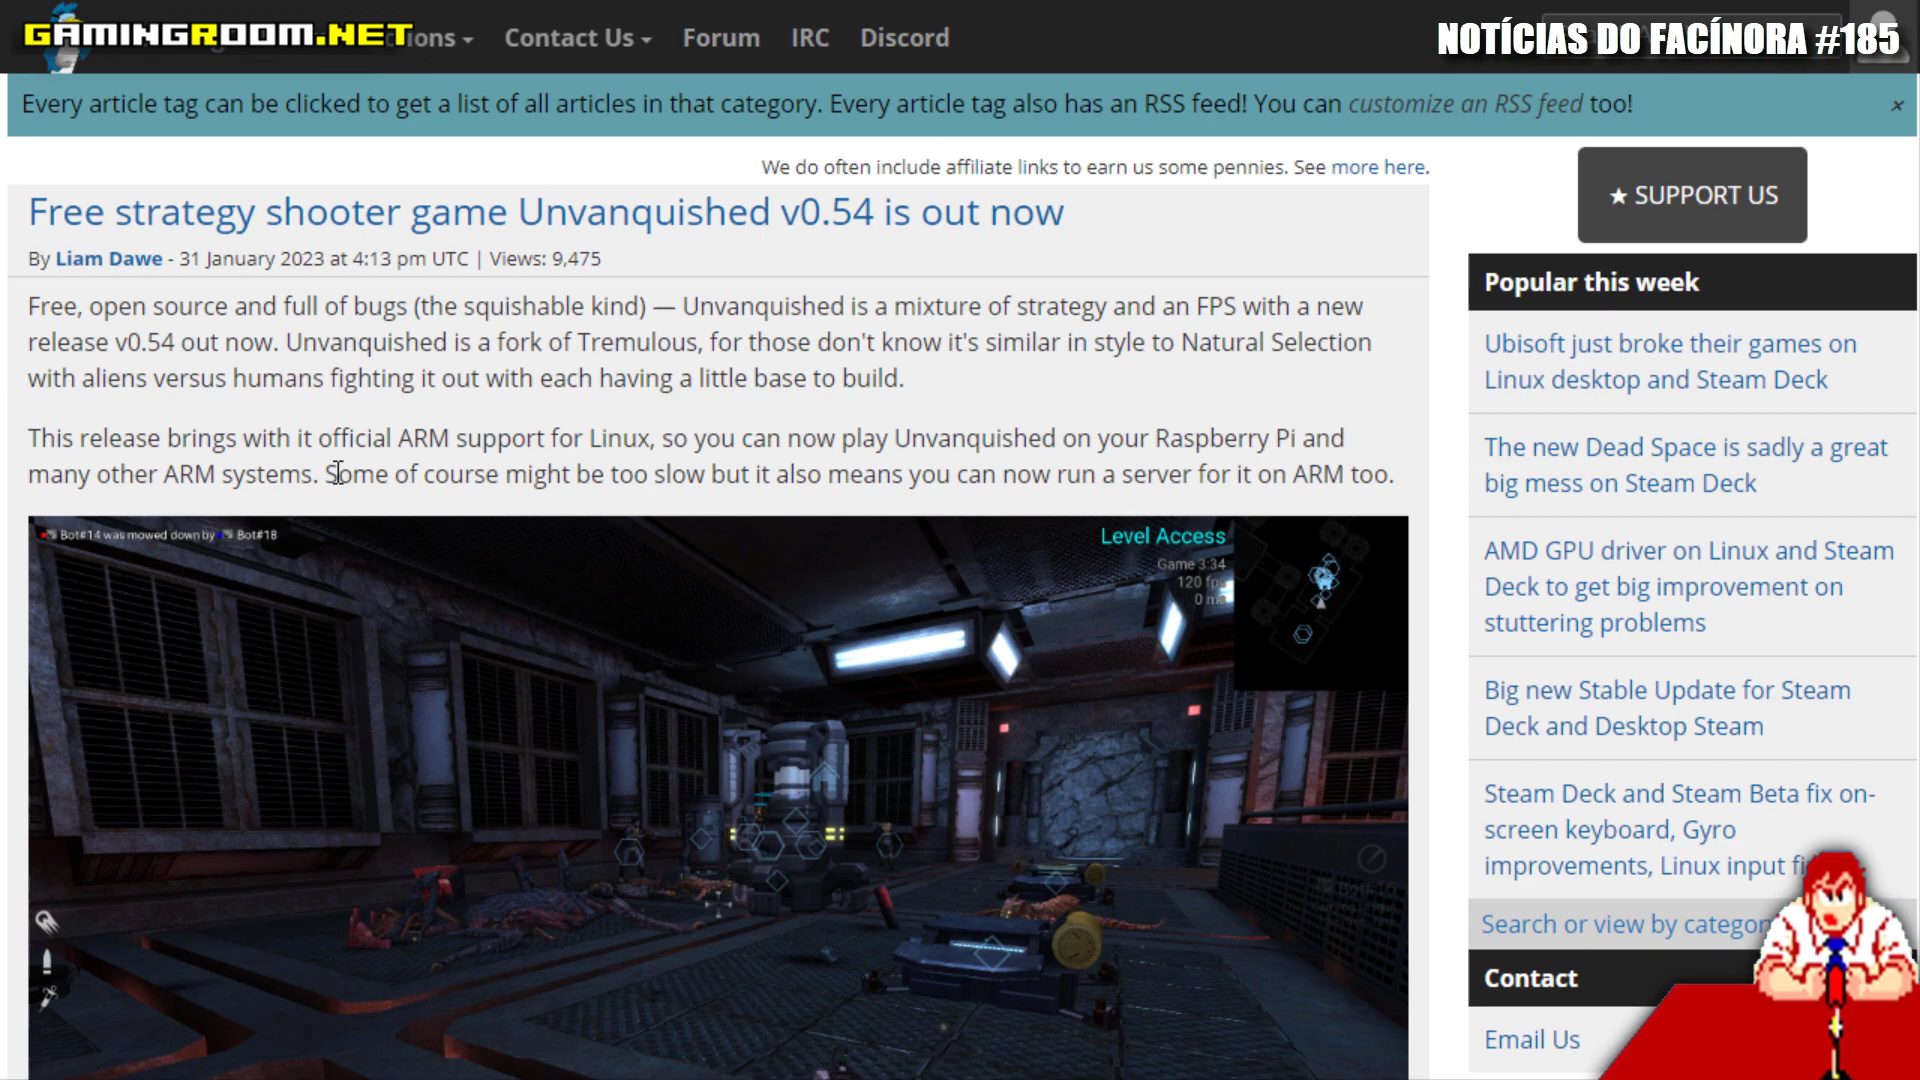 GAMINGROOM.NET
ions
Contact Us
Forum
IRC
Discord
NOTÍCIAS DO FACÍNORA #185
Every article tag can be clicked to get a list of all articles in that category. Every article tag also has an RSS feed! You can customize an RSS feed too!
×
We do often include affiliate links to earn us some pennies. See more here.
★ SUPPORT US
Free strategy shooter game Unvanquished v0.54 is out now
By Liam Dawe - 31 January 2023 at 4:13 pm UTC | Views: 9,475
Free, open source and full of bugs (the squishable kind) — Unvanquished is a mixture of strategy and an FPS with a new
release v0.54 out now. Unvanquished is a fork of Tremulous, for those don't know it's similar in style to Natural Selection
with aliens versus humans fighting it out with each having a little base to build.
This release brings with it official ARM support for Linux, so you can now play Unvanquished on your Raspberry Pi and
many other ARM systems. Some of course might be too slow but it also means you can now run a server for it on ARM too.
Bot#14 was mowed down by Bot#18
Level Access
Game 3:34
120 fps
0 ms
Popular this week
Ubisoft just broke their games on
Linux desktop and Steam Deck
The new Dead Space is sadly a great
big mess on Steam Deck
AMD GPU driver on Linux and Steam
Deck to get big improvement on
stuttering problems
Big new Stable Update for Steam
Deck and Desktop Steam
Steam Deck and Steam Beta fix on-
screen keyboard, Gyro
improvements, Linux input fi
Search or view by categor
Contact
Email Us